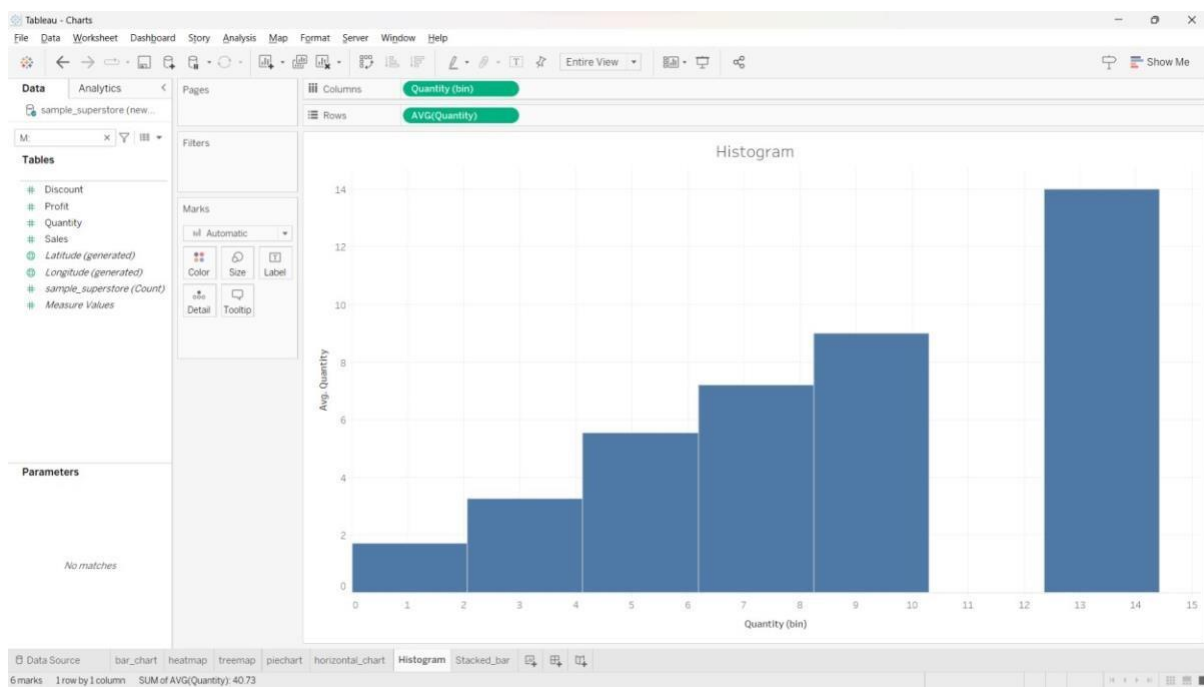 Tableau - Charts
File Data Worksheet Dashboard Story Analysis Map Format Server Window Help
Entire View
Show Me
Data Analytics
sample_superstore (new...
M:
Tables
Discount
Profit
Quantity
Sales
Latitude (generated)
Longitude (generated)
sample_superstore (Count)
Measure Values
Parameters
No matches
Pages
Filters
Marks
Automatic
Color Size Label
Detail Tooltip
Columns Quantity (bin)
Rows AVG(Quantity)
Histogram
Avg. Quantity
14
12
10
8
6
4
2
0
0 1 2 3 4 5 6 7 8 9 10 11 12 13 14 15
Quantity (bin)
Data Source bar_chart heatmap treemap piechart horizontal_chart Histogram Stacked_bar
6 marks 1 row by 1 column SUM of AVG(Quantity): 40.73